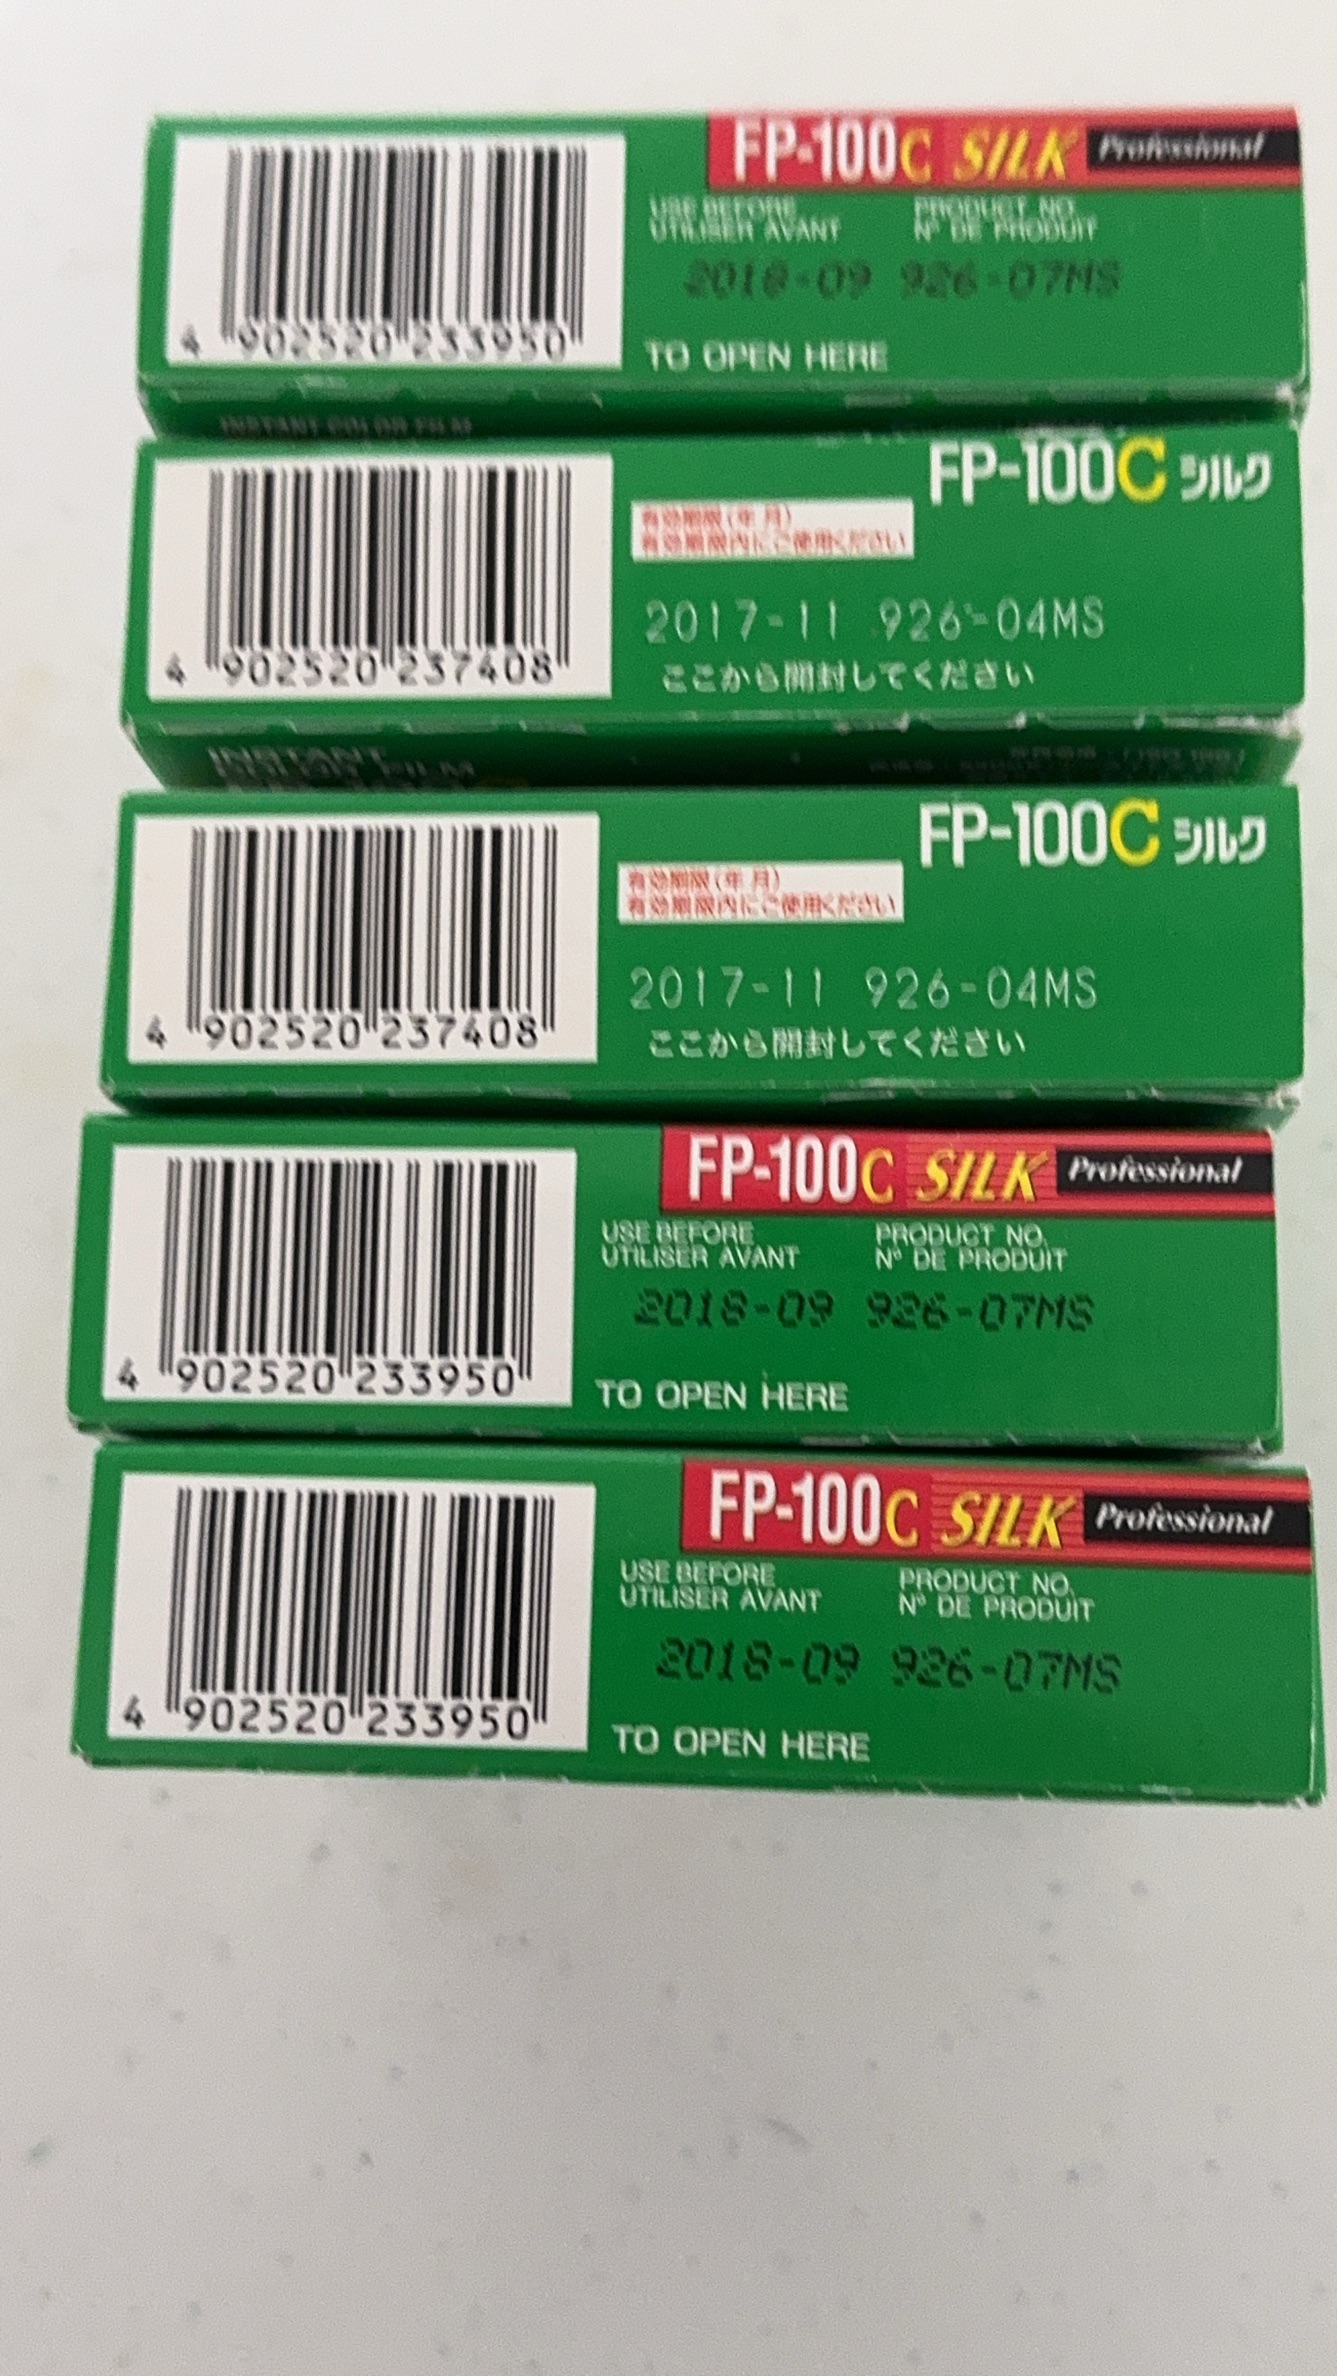 FP-100C SILK Professional
USE BEFORE
UTILISER AVANT
PRODUCT NO.
N° DE PRODUIT
2018-09 926-07MS
4 902520 233950
TO OPEN HERE
INSTANT COLOR FILM
FP-100C シルク
有効期限(年 月)
有効期限内にご使用ください
2017-11 926-04MS
4 902520 237408
ここから開封してください
INSTANT
COLOR FILM
FP-100C シルク
有効期限(年 月)
有効期限内にご使用ください
2017-11 926-04MS
4 902520 237408
ここから開封してください
FP-100C SILK Professional
USE BEFORE
UTILISER AVANT
PRODUCT NO.
N° DE PRODUIT
2018-09 926-07MS
4 902520 233950
TO OPEN HERE
FP-100C SILK Professional
USE BEFORE
UTILISER AVANT
PRODUCT NO.
N° DE PRODUIT
2018-09 926-07MS
4 902520 233950
TO OPEN HERE